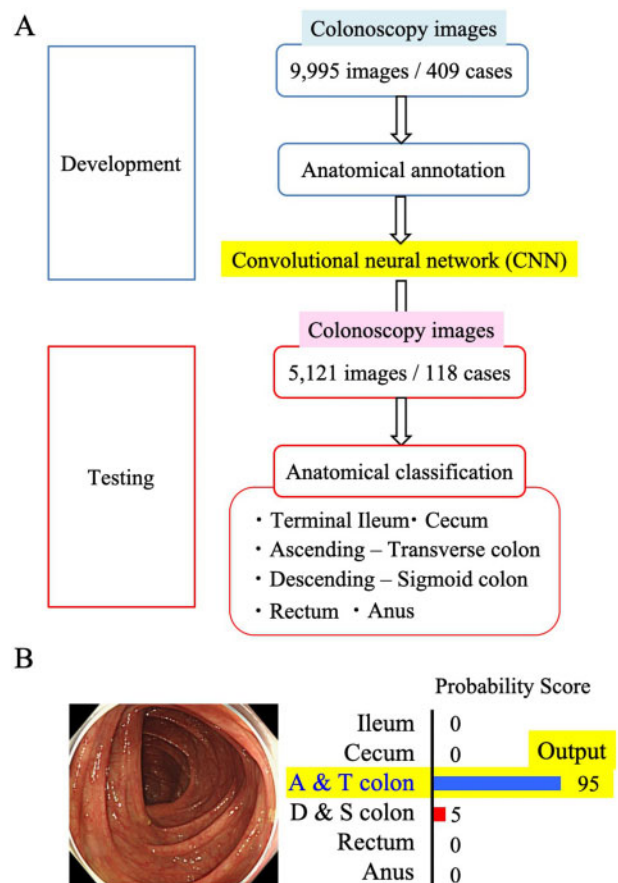 A
Colonoscopy images
9,995 images / 409 cases
Development
Anatomical annotation
Convolutional neural network (CNN)
Colonoscopy images
5,121 images / 118 cases
Testing
Anatomical classification
・Terminal Ileum・ Cecum
・Ascending – Transverse colon
・Descending – Sigmoid colon
・Rectum ・Anus
B
Probability Score
Ileum 0
Cecum 0 Output
A & T colon 95
D & S colon 5
Rectum 0
Anus 0